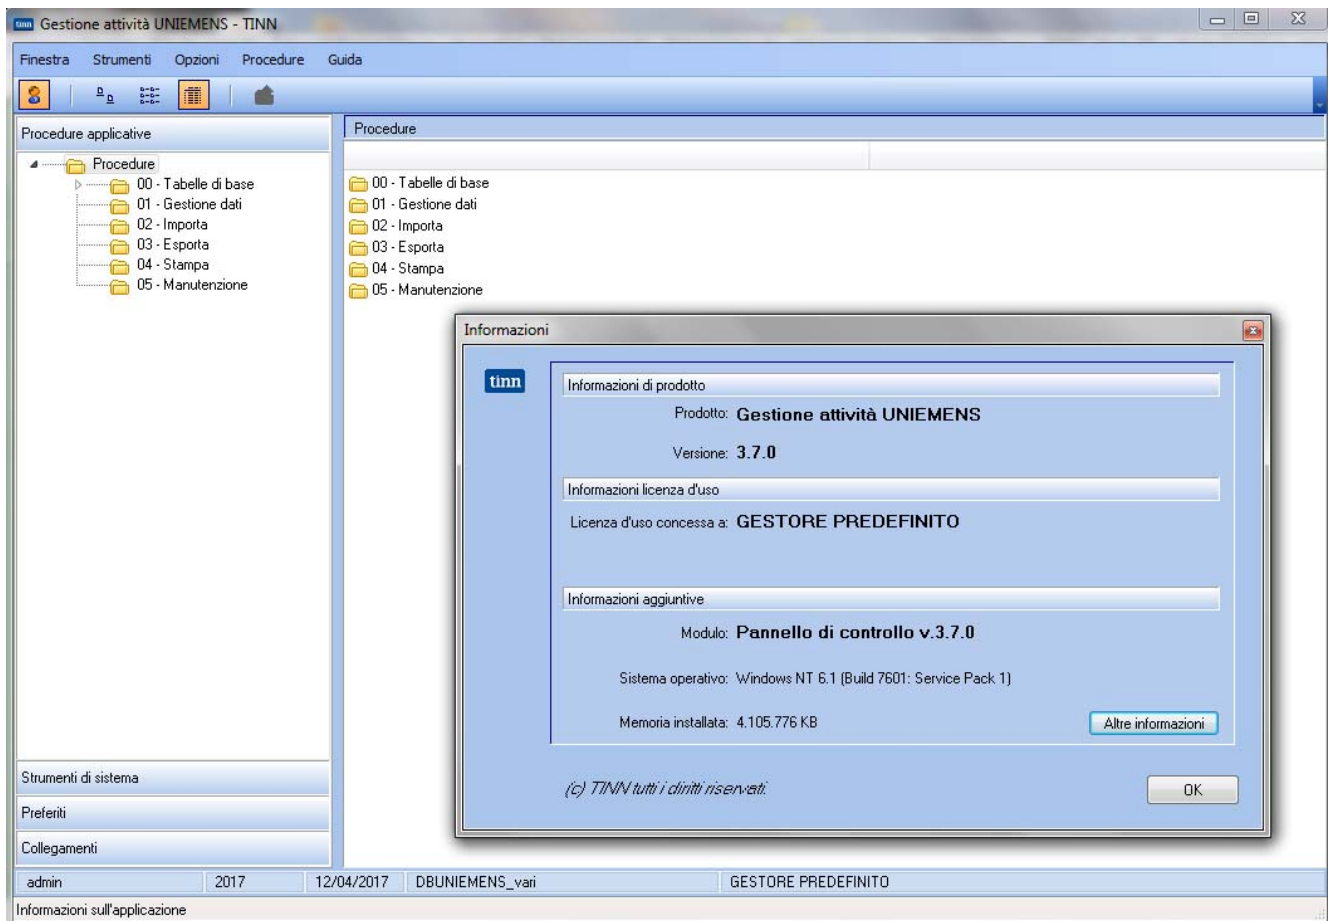 tinn Gestione attività UNIEMENS - TINN
Finestra Strumenti Opzioni Procedure Guida
Procedure applicative
Procedure
00 - Tabelle di base
01 - Gestione dati
02 - Importa
03 - Esporta
04 - Stampa
05 - Manutenzione
Strumenti di sistema
Preferiti
Collegamenti
Procedure
00 - Tabelle di base
01 - Gestione dati
02 - Importa
03 - Esporta
04 - Stampa
05 - Manutenzione
Informazioni
tinn
Informazioni di prodotto
Prodotto: Gestione attività UNIEMENS
Versione: 3.7.0
Informazioni licenza d'uso
Licenza d'uso concessa a: GESTORE PREDEFINITO
Informazioni aggiuntive
Modulo: Pannello di controllo v.3.7.0
Sistema operativo: Windows NT 6.1 (Build 7601: Service Pack 1)
Memoria installata: 4.105.776 KB
Altre informazioni
(c) TINN tutti i diritti riservati.
OK
admin 2017 12/04/2017 DBUNIEMENS_vari GESTORE PREDEFINITO
Informazioni sull'applicazione